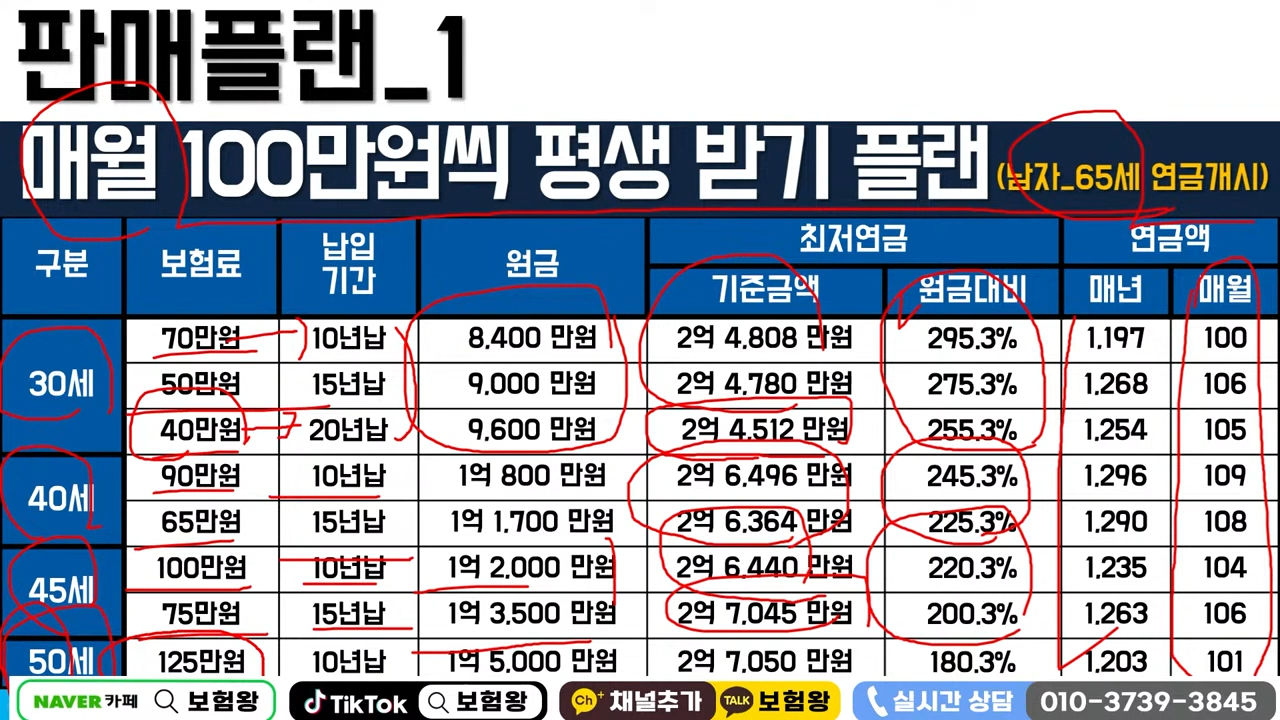 판매플랜_1
매월 100만원씩 평생 받기 플랜 (남자_65세 연금개시)
구분 보험료 납입 기간 원금 최저연금 연금액
기준금액 원금대비 매년 매월
30세 70만원 10년납 8,400 만원 2억 4,808 만원 295.3% 1,197 100
50만원 15년납 9,000 만원 2억 4,780 만원 275.3% 1,268 106
40만원 20년납 9,600 만원 2억 4,512 만원 255.3% 1,254 105
40세 90만원 10년납 1억 800 만원 2억 6,496 만원 245.3% 1,296 109
65만원 15년납 1억 1,700 만원 2억 6,364 만원 225.3% 1,290 108
45세 100만원 10년납 1억 2,000 만원 2억 6,440 만원 220.3% 1,235 104
75만원 15년납 1억 3,500 만원 2억 7,045 만원 200.3% 1,263 106
50세 125만원 10년납 1억 5,000 만원 2억 7,050 만원 180.3% 1,203 101
NAVER 카페 보험왕 TikTok 보험왕 Ch+ 채널추가 TALK 보험왕 실시간 상담 010-3739-3845